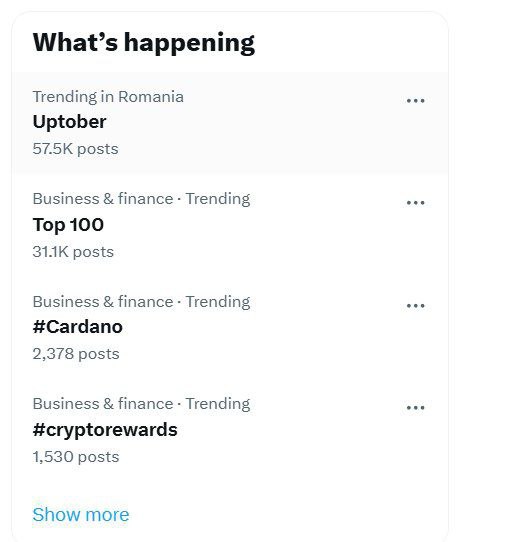 What's happening
Trending in Romania
Uptober
57.5K posts
Business & finance · Trending
Top 100
31.1K posts
Business & finance · Trending
#Cardano
2,378 posts
Business & finance · Trending
#cryptorewards
1,530 posts
Show more